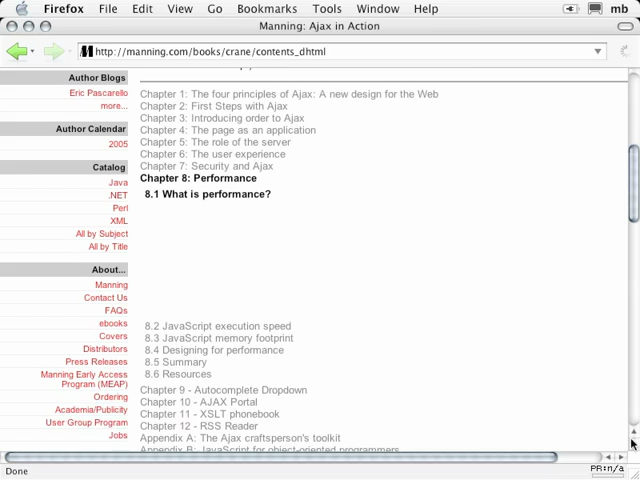 Firefox File Edit View Go Bookmarks Tools Window Help mb
Manning: Ajax in Action
http://manning.com/books/crane/contents_dhtml
Author Blogs
Eric Pascarello
more...
Author Calendar
2005
Catalog
Java
.NET
Perl
XML
All by Subject
All by Title
About...
Manning
Contact Us
FAQs
ebooks
Covers
Distributors
Press Releases
Manning Early Access
Program (MEAP)
Ordering
Academia/Publicity
User Group Program
Jobs
Chapter 1: The four principles of Ajax: A new design for the Web
Chapter 2: First Steps with Ajax
Chapter 3: Introducing order to Ajax
Chapter 4: The page as an application
Chapter 5: The role of the server
Chapter 6: The user experience
Chapter 7: Security and Ajax
Chapter 8: Performance
8.1 What is performance?
8.2 JavaScript execution speed
8.3 JavaScript memory footprint
8.4 Designing for performance
8.5 Summary
8.6 Resources
Chapter 9 - Autocomplete Dropdown
Chapter 10 - AJAX Portal
Chapter 11 - XSLT phonebook
Chapter 12 - RSS Reader
Appendix A: The Ajax craftsperson's toolkit
Appendix B: JavaScript for object-oriented programmers
Done
PR:n/a